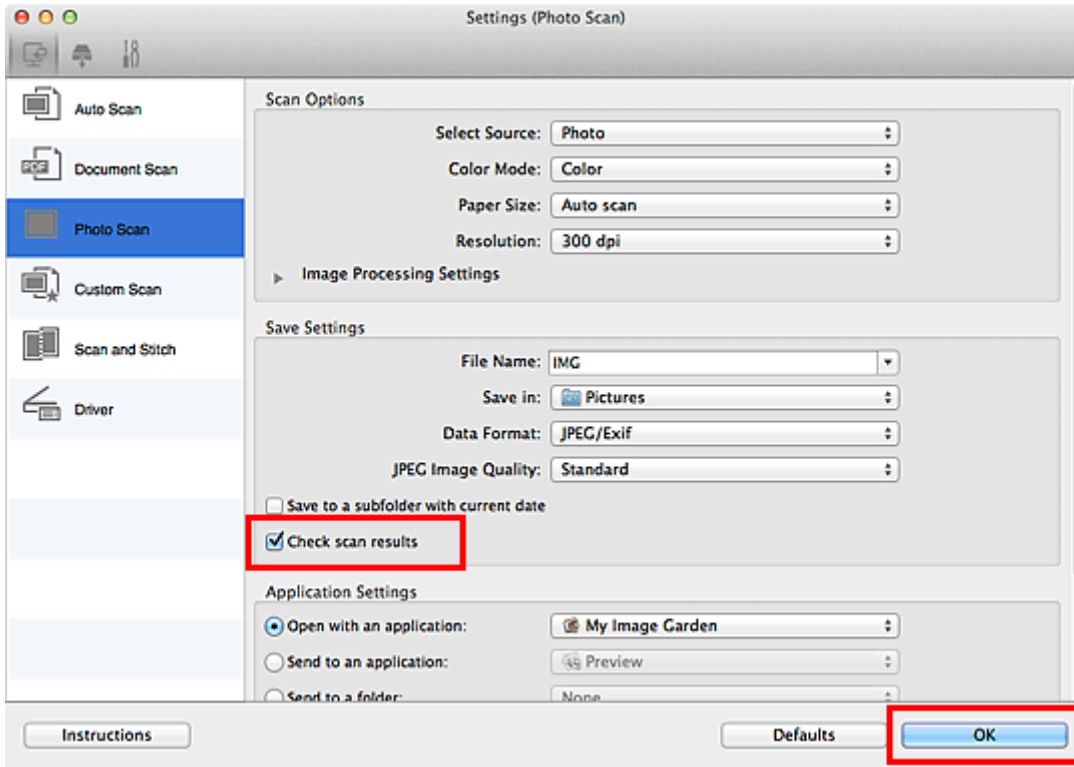 Settings (Photo Scan)
Auto Scan
PDF
Document Scan
Photo Scan
Custom Scan
Scan and Stitch
Driver
Scan Options
Select Source: Photo
Color Mode: Color
Paper Size: Auto scan
Resolution: 300 dpi
Image Processing Settings
Save Settings
File Name: IMG
Save in: Pictures
Data Format: JPEG/Exif
JPEG Image Quality: Standard
Save to a subfolder with current date
Check scan results
Application Settings
Open with an application: My Image Garden
Send to an application: Preview
Send to a folder: None
Instructions
Defaults
OK